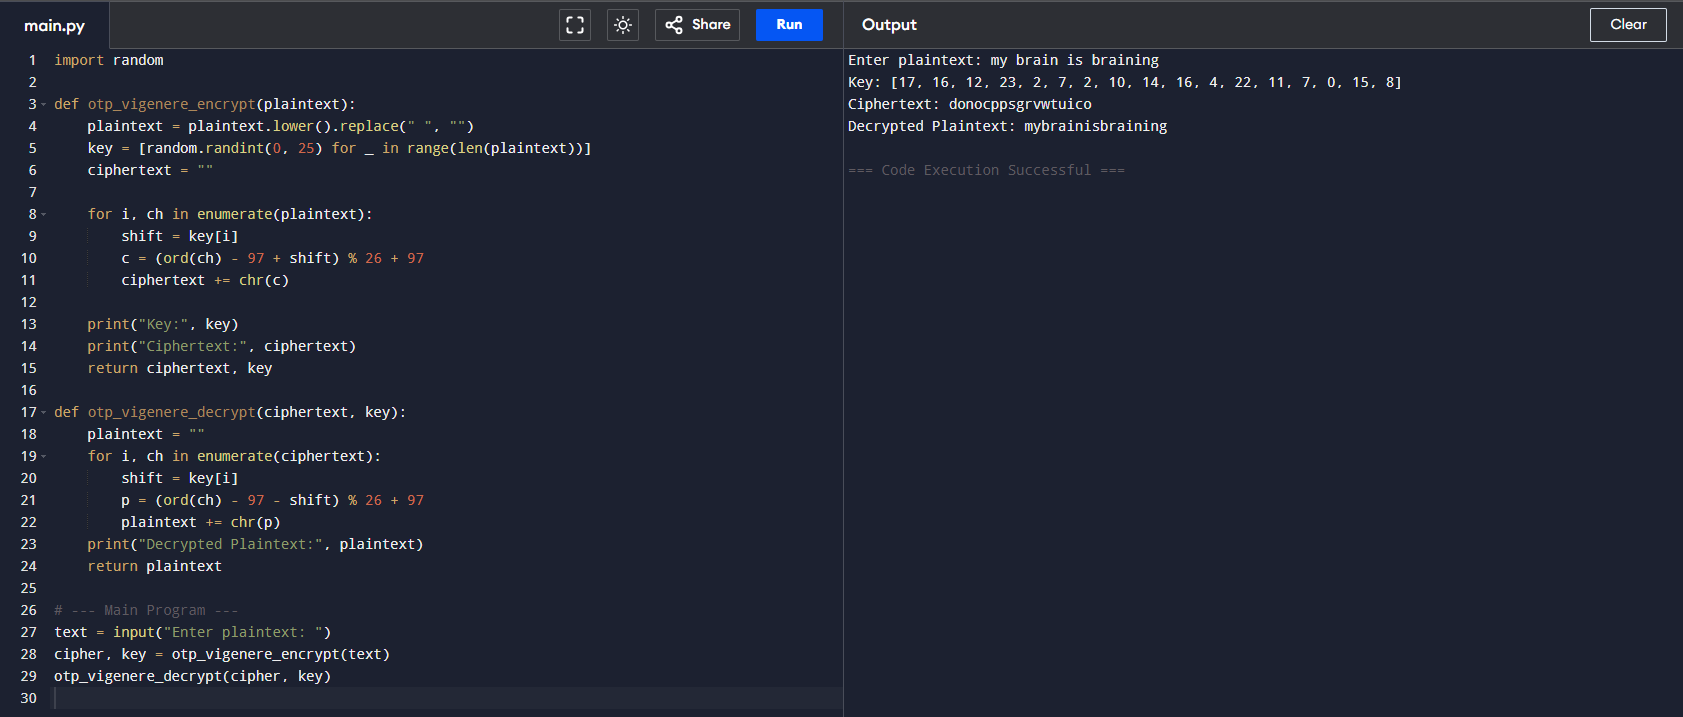 main.py
Share
Run
Output
Clear
1 import random
2
3 def otp_vigenere_encrypt(plaintext):
4     plaintext = plaintext.lower().replace(" ", "")
5     key = [random.randint(0, 25) for _ in range(len(plaintext))]
6     ciphertext = ""
7
8     for i, ch in enumerate(plaintext):
9         shift = key[i]
10         c = (ord(ch) - 97 + shift) % 26 + 97
11         ciphertext += chr(c)
12
13     print("Key:", key)
14     print("Ciphertext:", ciphertext)
15     return ciphertext, key
16
17 def otp_vigenere_decrypt(ciphertext, key):
18     plaintext = ""
19     for i, ch in enumerate(ciphertext):
20         shift = key[i]
21         p = (ord(ch) - 97 - shift) % 26 + 97
22         plaintext += chr(p)
23     print("Decrypted Plaintext:", plaintext)
24     return plaintext
25
26 # --- Main Program ---
27 text = input("Enter plaintext: ")
28 cipher, key = otp_vigenere_encrypt(text)
29 otp_vigenere_decrypt(cipher, key)
30
Enter plaintext: my brain is braining
Key: [17, 16, 12, 23, 2, 7, 2, 10, 14, 16, 4, 22, 11, 7, 0, 15, 8]
Ciphertext: donocppsgrvwtuico
Decrypted Plaintext: mybrainisbraining
=== Code Execution Successful ===